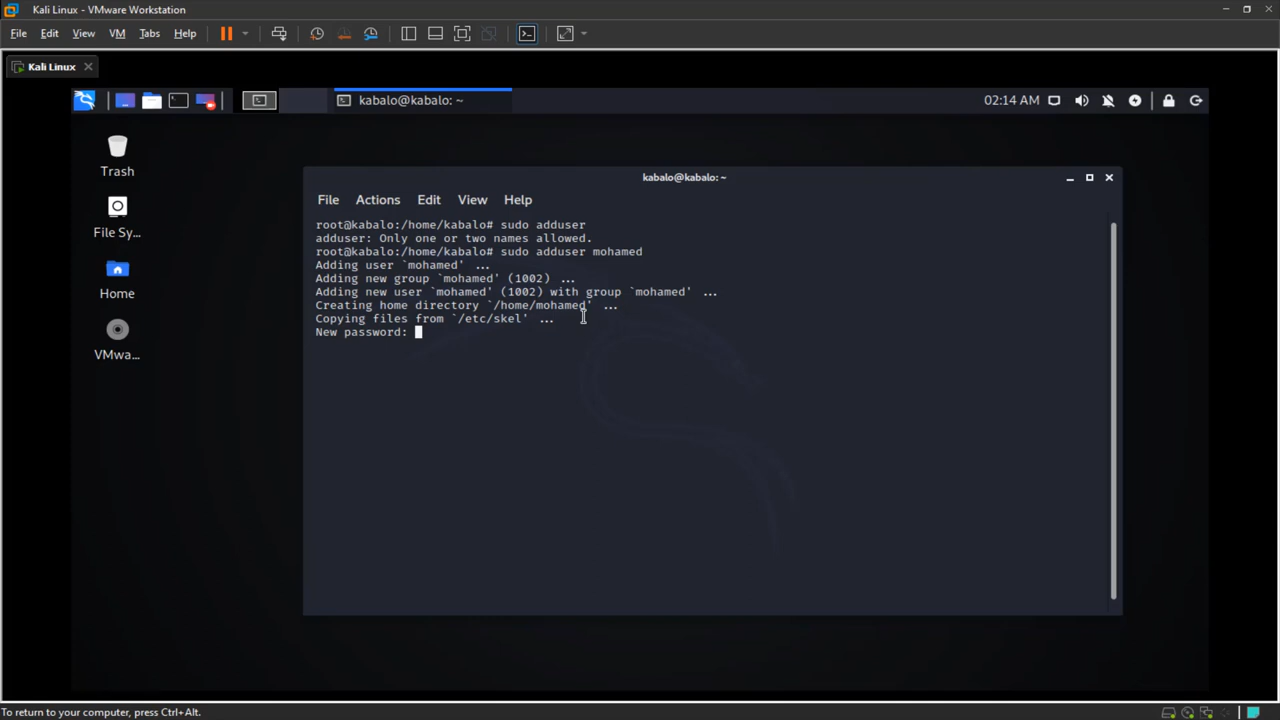 Kali Linux - VMware Workstation
File Edit View VM Tabs Help
Kali Linux
kabalo@kabalo: ~
02:14 AM
Trash
File Sy...
Home
VMwa...
kabalo@kabalo: ~
File Actions Edit View Help
root@kabalo:/home/kabalo# sudo adduser
adduser: Only one or two names allowed.
root@kabalo:/home/kabalo# sudo adduser mohamed
Adding user `mohamed' ...
Adding new group `mohamed' (1002) ...
Adding new user `mohamed' (1002) with group `mohamed' ...
Creating home directory `/home/mohamed' ...
Copying files from `/etc/skel' ...
New password:
To return to your computer, press Ctrl+Alt.